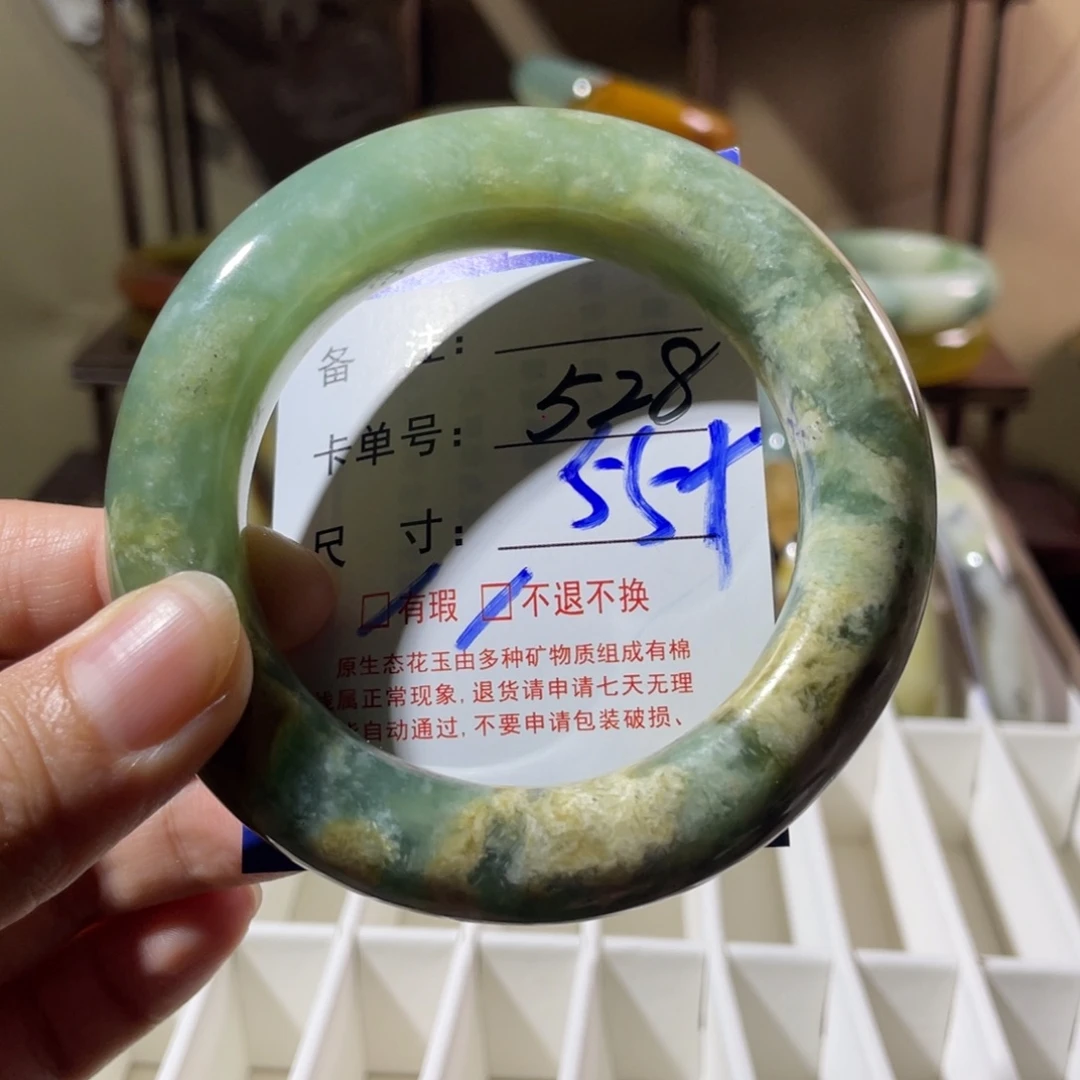 备 注：
卡单号：528
尺 寸：
□有瑕 □不退不换
原生态花玉由多种矿物质组成有棉
线属正常现象,退货请申请七天无理
自动通过,不要申请包装破损、